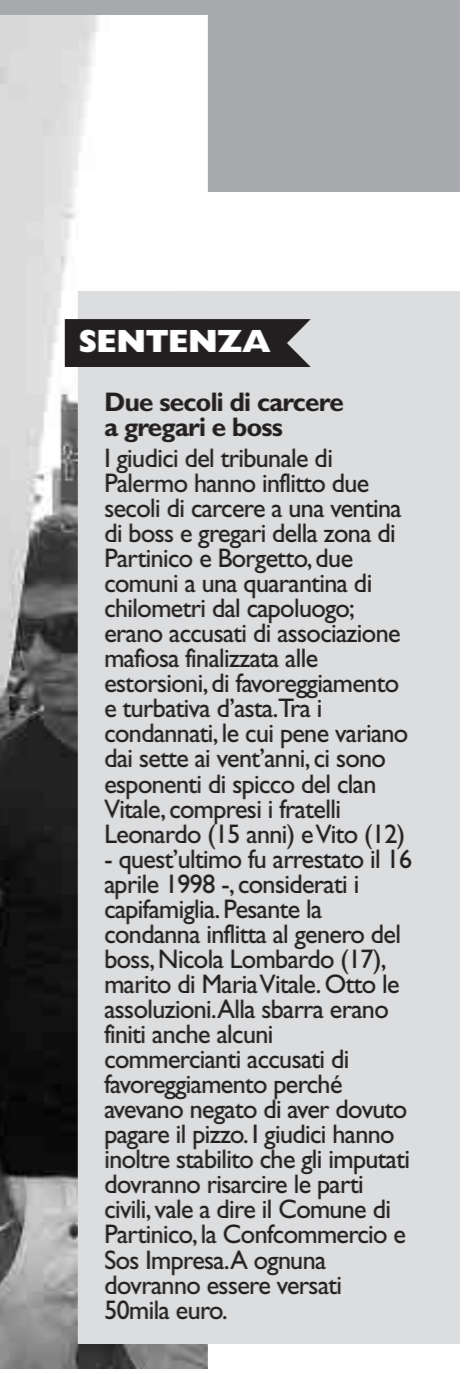 SENTENZA
Due secoli di carcere
a gregari e boss
I giudici del tribunale di
Palermo hanno inflitto due
secoli di carcere a una ventina
di boss e gregari della zona di
Partinico e Borgetto, due
comuni a una quarantina di
chilometri dal capoluogo;
erano accusati di associazione
mafiosa finalizzata alle
estorsioni, di favoreggiamento
e turbativa d'asta. Tra i
condannati, le cui pene variano
dai sette ai vent'anni, ci sono
esponenti di spicco del clan
Vitale, compresi i fratelli
Leonardo (15 anni) e Vito (12)
- quest'ultimo fu arrestato il 16
aprile 1998 -, considerati i
capifamiglia. Pesante la
condanna inflitta al genero del
boss, Nicola Lombardo (17),
marito di Maria Vitale. Otto le
assoluzioni. Alla sbarra erano
finiti anche alcuni
commercianti accusati di
favoreggiamento perché
avevano negato di aver dovuto
pagare il pizzo. I giudici hanno
inoltre stabilito che gli imputati
dovranno risarcire le parti
civili, vale a dire il Comune di
Partinico, la Confcommercio e
Sos Impresa. A ognuna
dovranno essere versati
50mila euro.